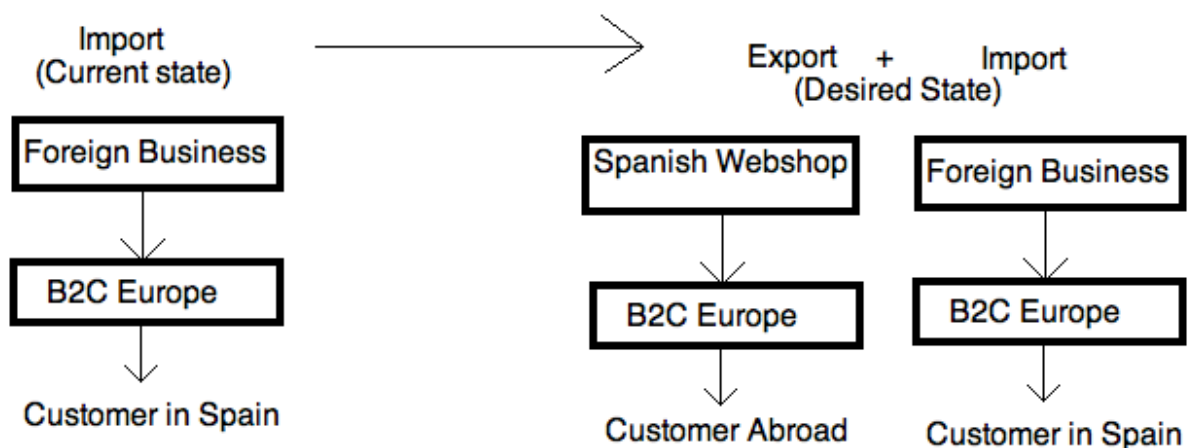 Import
(Current state)
Foreign Business
B2C Europe
Customer in Spain
Export + Import
(Desired State)
Spanish Webshop
B2C Europe
Customer Abroad
Foreign Business
B2C Europe
Customer in Spain